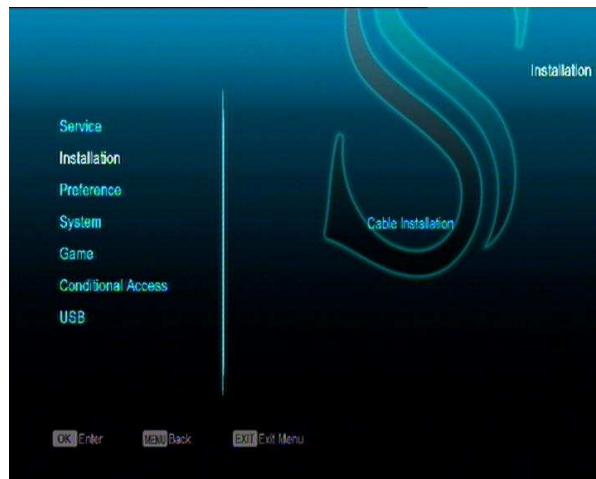 Installation
Service
Installation
Preference
System
Game
Conditional Access
USB
Cable Installation
OK Enter MENU Back EXIT Exit Menu